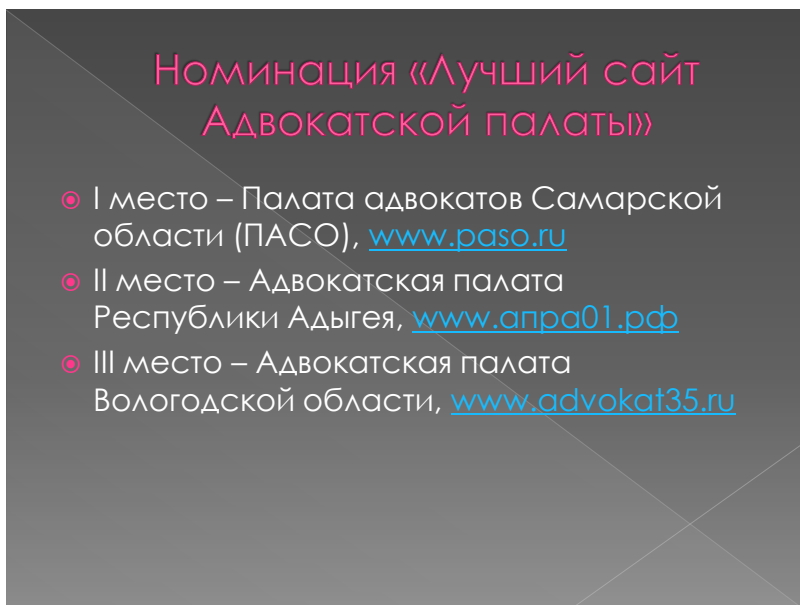 Номинация «Лучший сайт
Адвокатской палаты»
I место – Палата адвокатов Самарской
области (ПАСО), www.paso.ru
II место – Адвокатская палата
Республики Адыгея, www.апра01.рф
III место – Адвокатская палата
Вологодской области, www.advokat35.ru